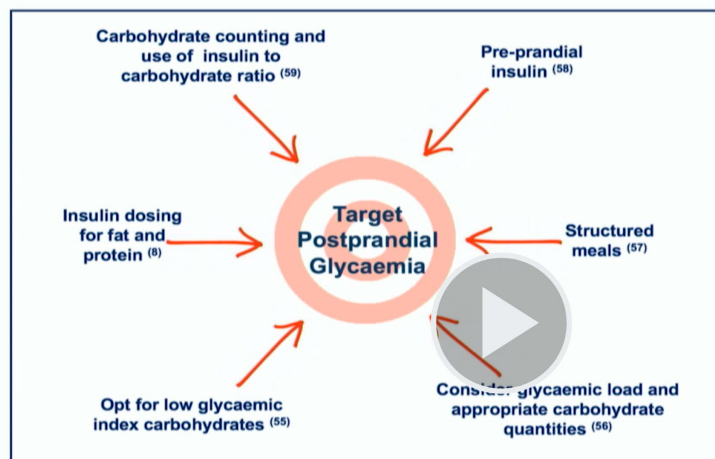 Carbohydrate counting and
use of insulin to
carbohydrate ratio (59)
Pre-prandial
insulin (58)
Insulin dosing
for fat and
protein (8)
Target
Postprandial
Glycaemia
Structured
meals (57)
Opt for low glycaemic
index carbohydrates (55)
Consider glycaemic load and
appropriate carbohydrate
quantities (56)